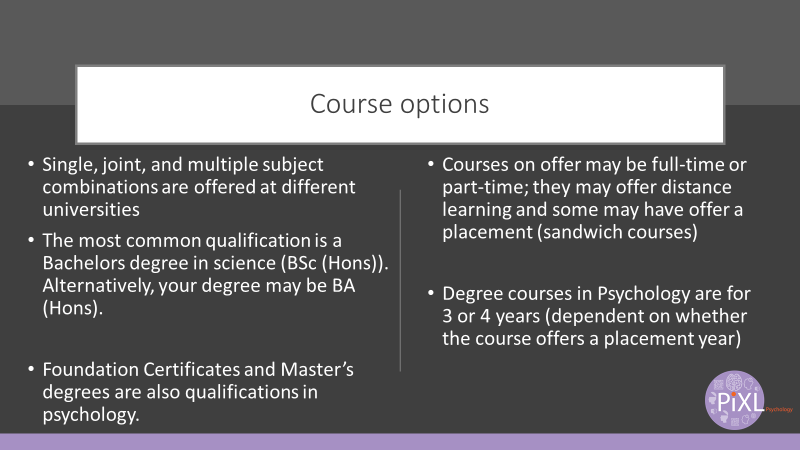 Course options
• Single, joint, and multiple subject
combinations are offered at different
universities
• The most common qualification is a
Bachelors degree in science (BSc (Hons)).
Alternatively, your degree may be BA
(Hons).
• Foundation Certificates and Master’s
degrees are also qualifications in
psychology.
• Courses on offer may be full-time or
part-time; they may offer distance
learning and some may have offer a
placement (sandwich courses)
• Degree courses in Psychology are for
3 or 4 years (dependent on whether
the course offers a placement year)
PiXL Psychology